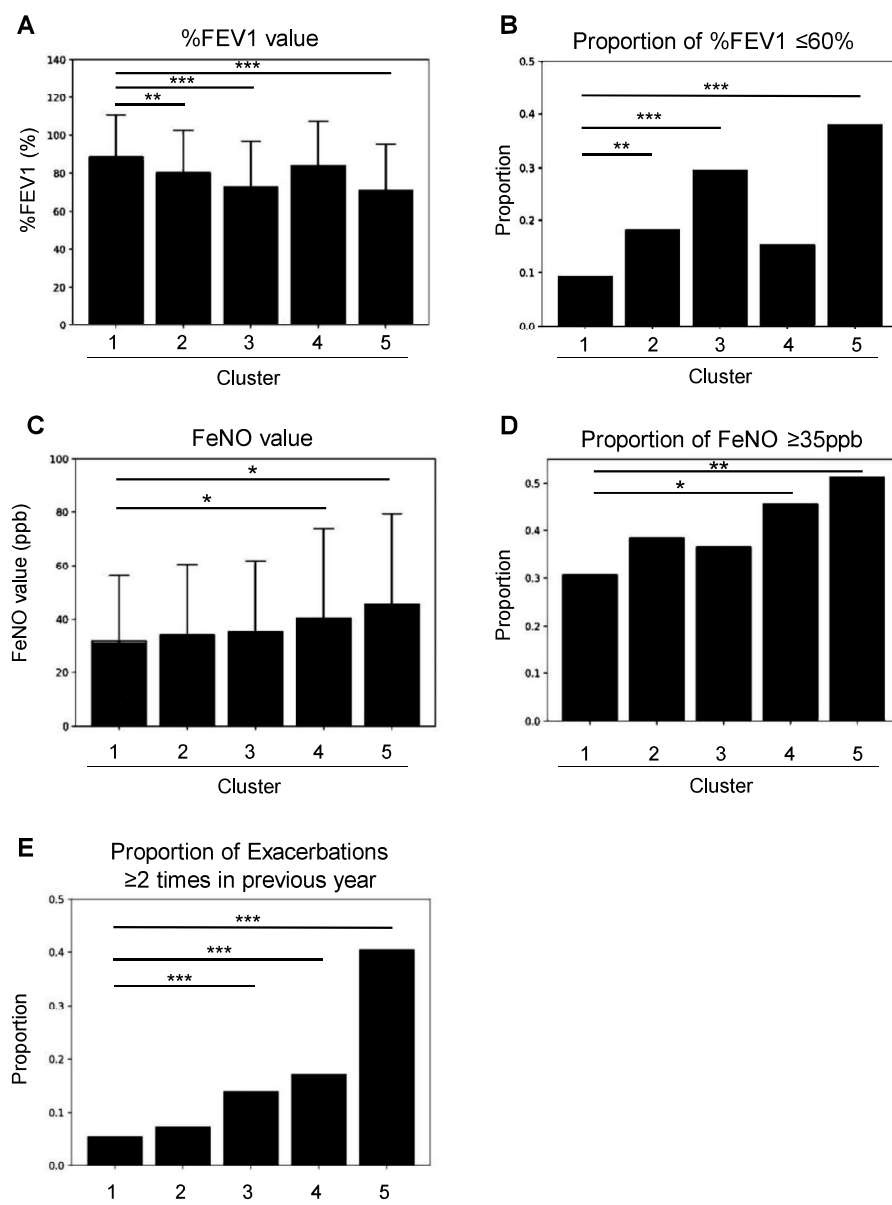 A
%FEV1 value
%FEV1 (%)
140
120
100
80
60
40
20
0
***
***
**
1 2 3 4 5
Cluster
B
Proportion of %FEV1 ≤60%
Proportion
0.5
0.4
0.3
0.2
0.1
0.0
***
***
**
1 2 3 4 5
Cluster
C
FeNO value
FeNO value (ppb)
100
80
60
40
20
0
*
*
1 2 3 4 5
Cluster
D
Proportion of FeNO ≥35ppb
Proportion
0.5
0.4
0.3
0.2
0.1
0.0
**
*
1 2 3 4 5
Cluster
E
Proportion of Exacerbations
≥2 times in previous year
Proportion
0.5
0.4
0.3
0.2
0.1
0.0
***
***
***
1 2 3 4 5